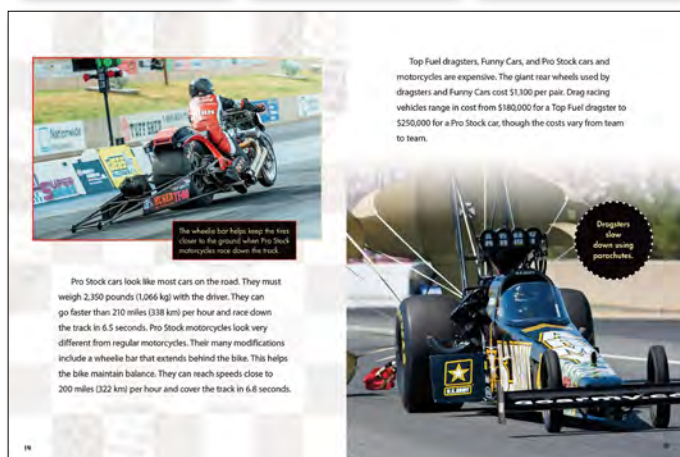 Nationwide
TUFF SHED
The wheelie bar helps keep the tires
closer to the ground when Pro Stock
motorcycles race down the track.
Pro Stock cars look like most cars on the road. They must
weigh 2,350 pounds (1,066 kg) with the driver. They can
go faster than 210 miles (338 km) per hour and race down
the track in 6.5 seconds. Pro Stock motorcycles look very
different from regular motorcycles. Their many modifications
include a wheelie bar that extends behind the bike. This helps
the bike maintain balance. They can reach speeds close to
200 miles (322 km) per hour and cover the track in 6.8 seconds.
14
Top Fuel dragsters, Funny Cars, and Pro Stock cars and
motorcycles are expensive. The giant rear wheels used by
dragsters and Funny Cars cost $1,100 per pair. Drag racing
vehicles range in cost from $180,000 for a Top Fuel dragster to
$250,000 for a Pro Stock car, though the costs vary from team
to team.
Dragsters
slow
down using
parachutes.
U.S. ARMY